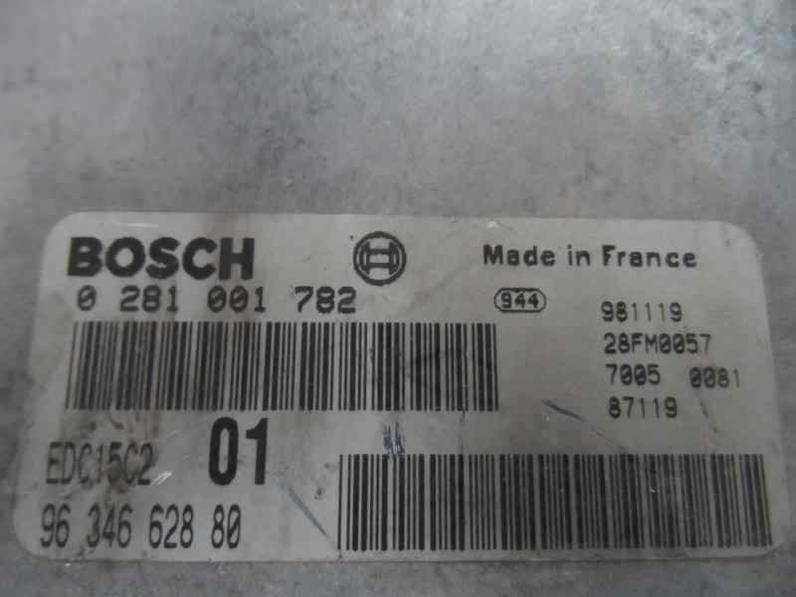 BOSCH
Made in France
0 281 001 782
944
981119
28FM0057
7005 0081
87119
EDC15C2
01
96 346 628 80